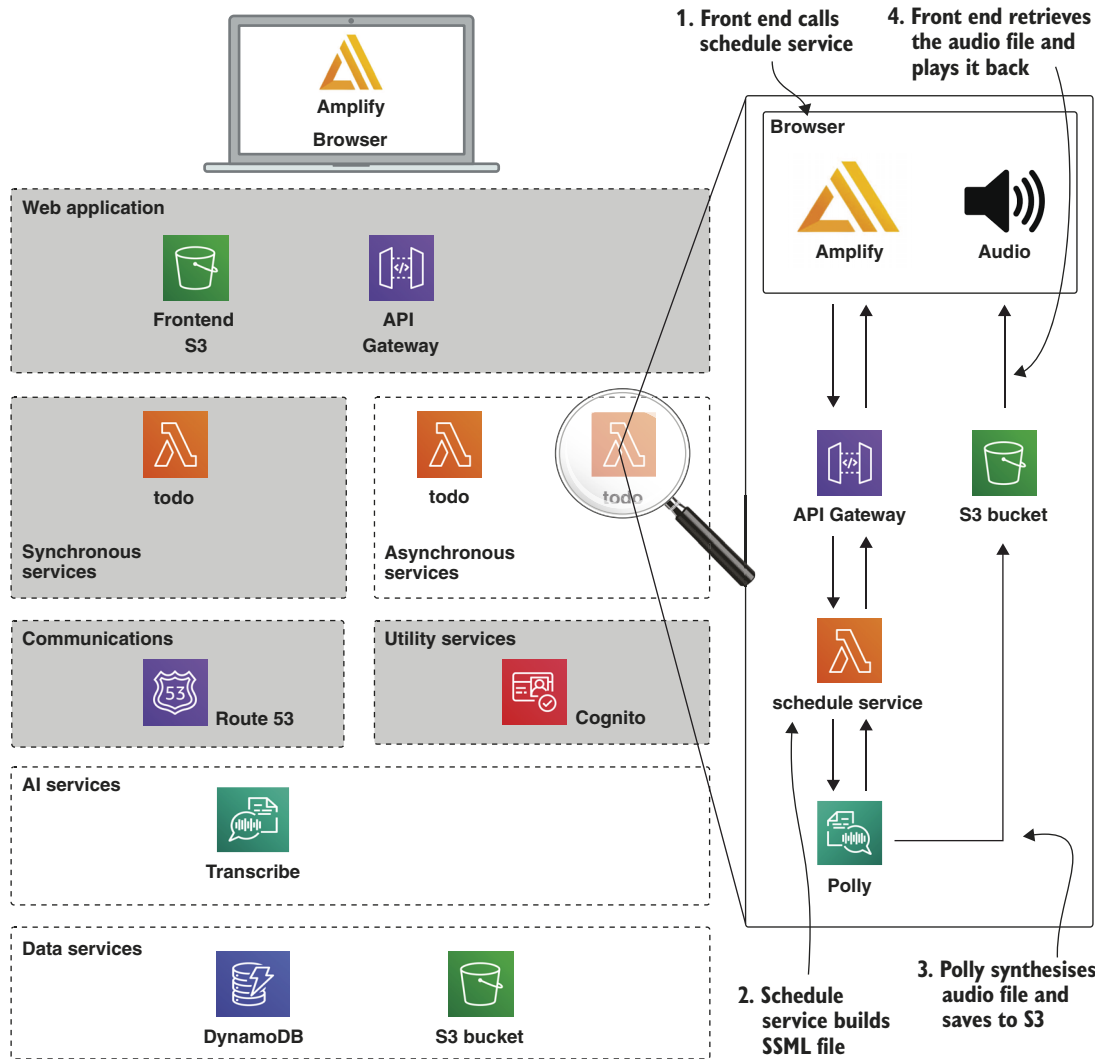 1. Front end calls
schedule service
4. Front end retrieves
the audio file and
plays it back
Amplify
Browser
Web application
Frontend
S3
API
Gateway
todo
Synchronous
services
todo
todo
Asynchronous
services
Communications
53
Route 53
Utility services
Cognito
AI services
Transcribe
Data services
DynamoDB
S3 bucket
Browser
Amplify
Audio
</>
API Gateway
S3 bucket
schedule service
Polly
2. Schedule
service builds
SSML file
3. Polly synthesises
audio file and
saves to S3